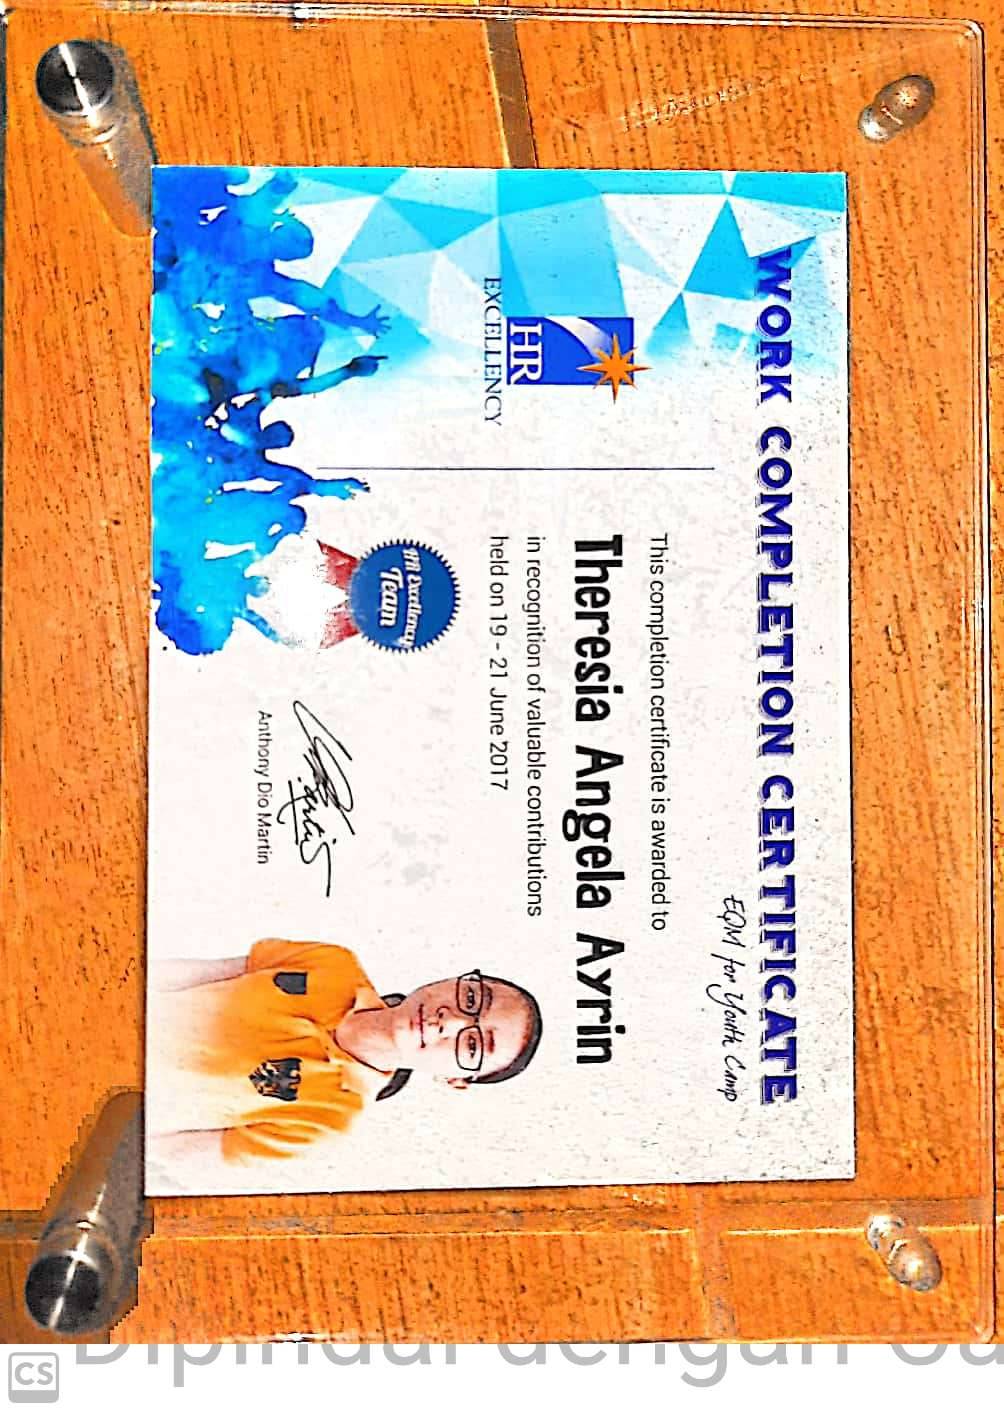 WORK COMPLETION CERTIFICATE
EQM for Youth Camp
HR
EXCELLENCY
This completion certificate is awarded to
Theresia Angela Ayrin
in recognition of valuable contributions
held on 19 - 21 June 2017
HR Excellency
Team
Martin
Anthony Dio Martin
CS
Dipindai dengan